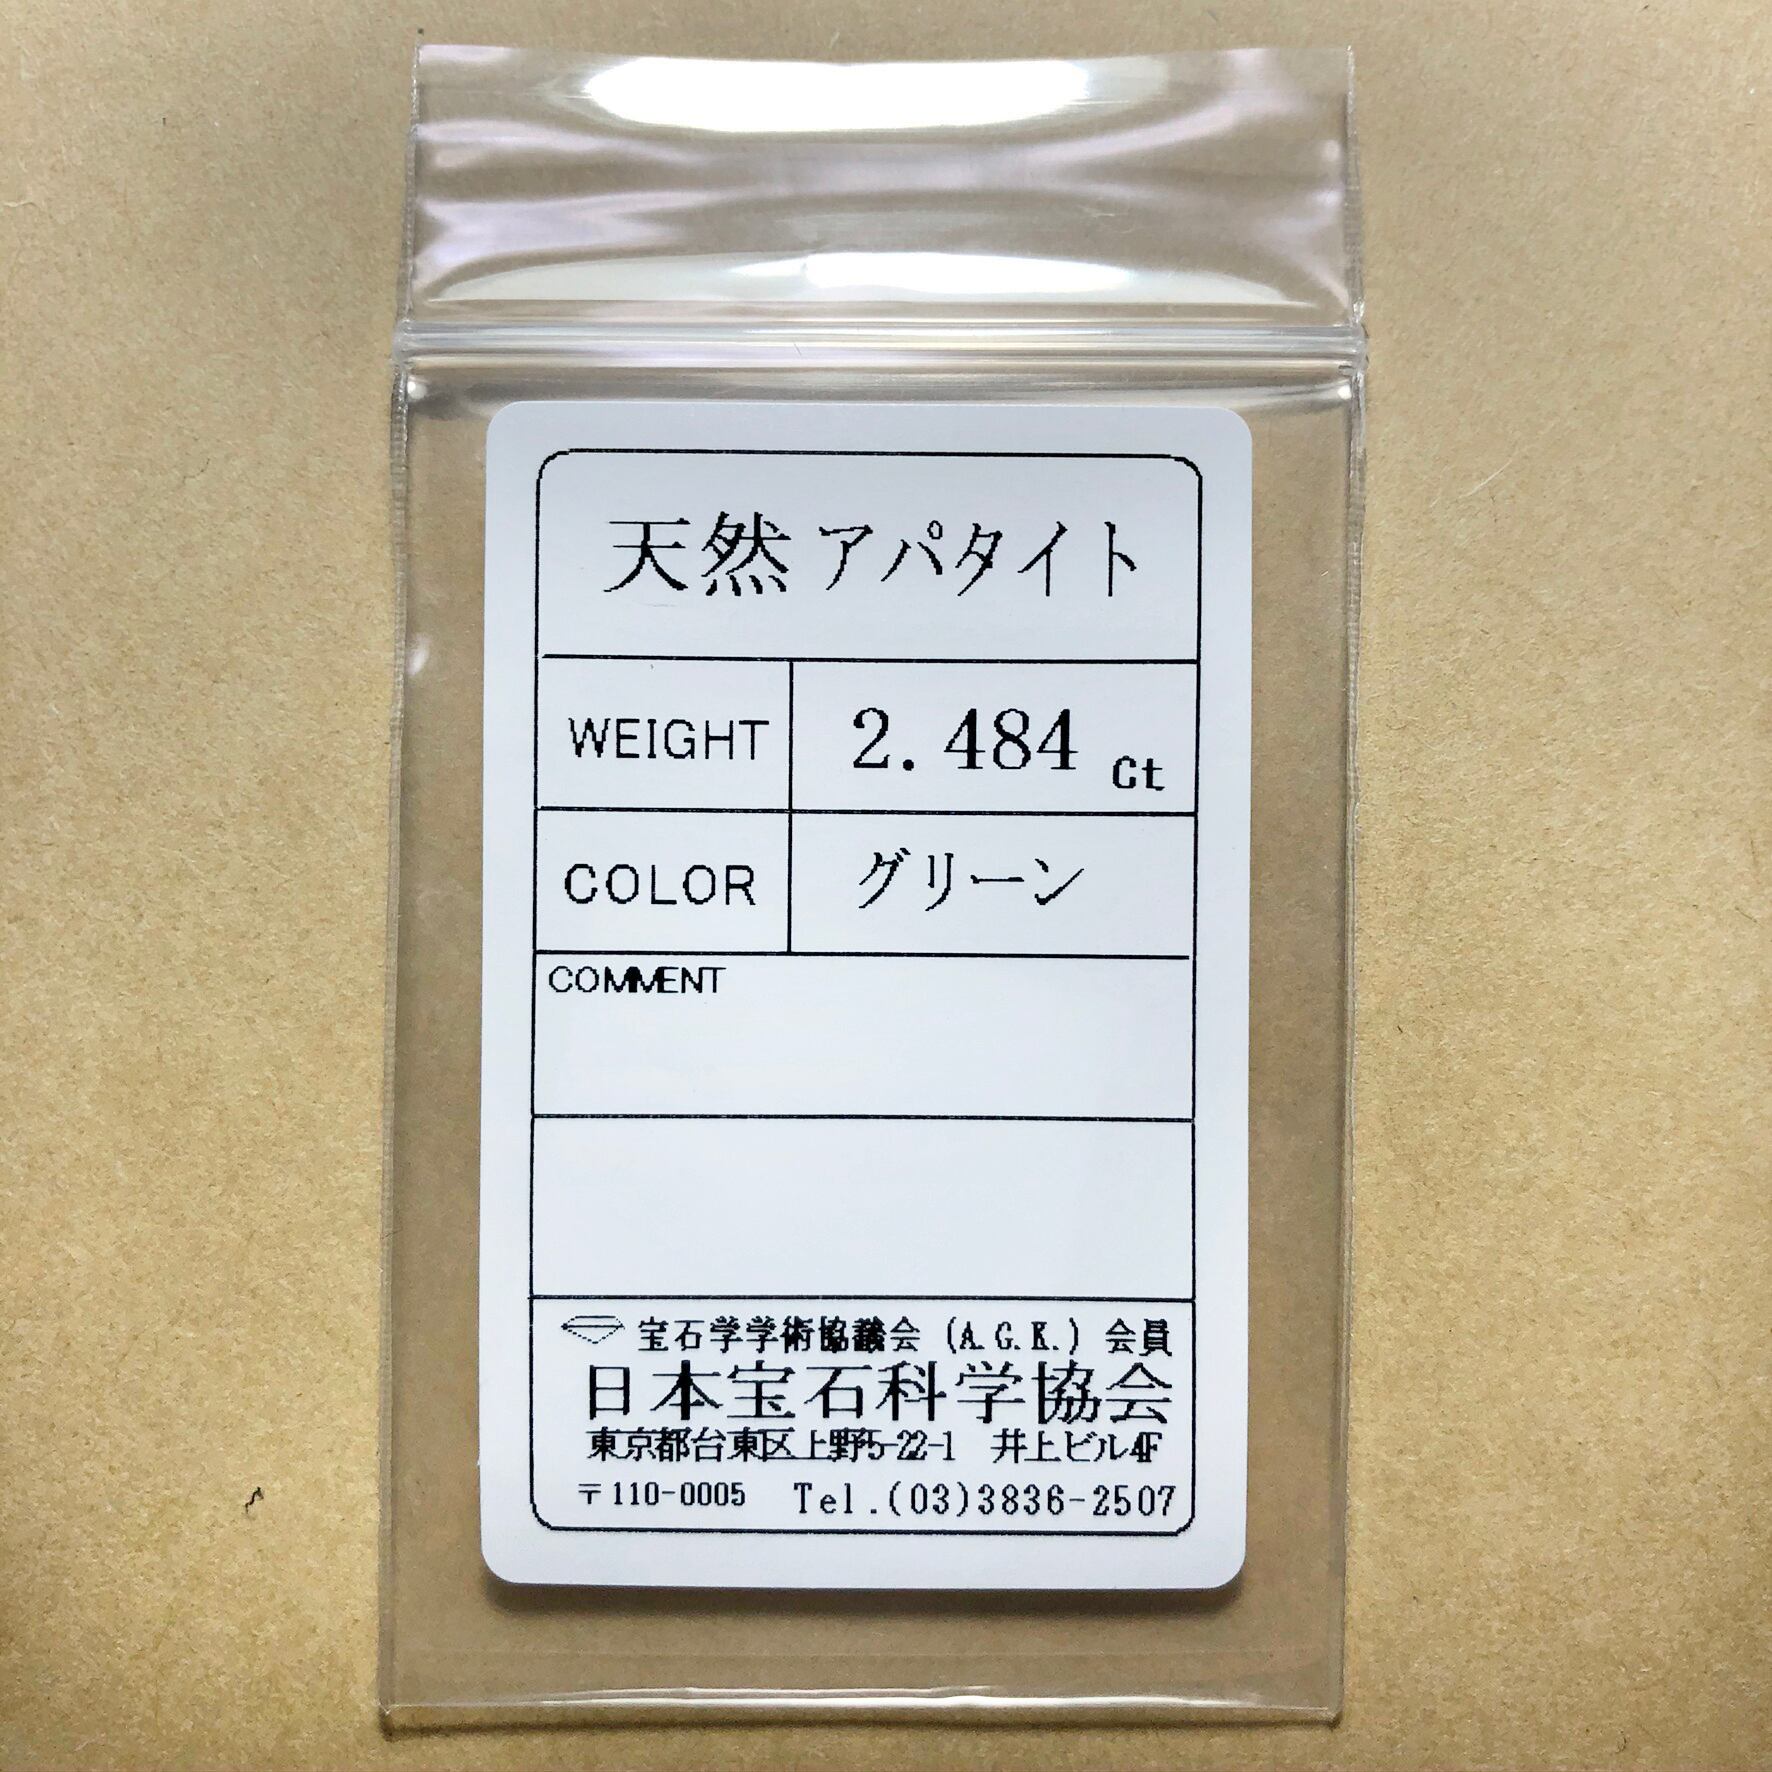 天然 アパタイト
WEIGHT 2.484 Ct
COLOR グリーン
COMMENT
宝石学学術協議会 (A.G.K.) 会員
日本宝石科学協会
東京都台東区上野5-22-1 井上ビル4F
〒110-0005 Tel.(03)3836-2507